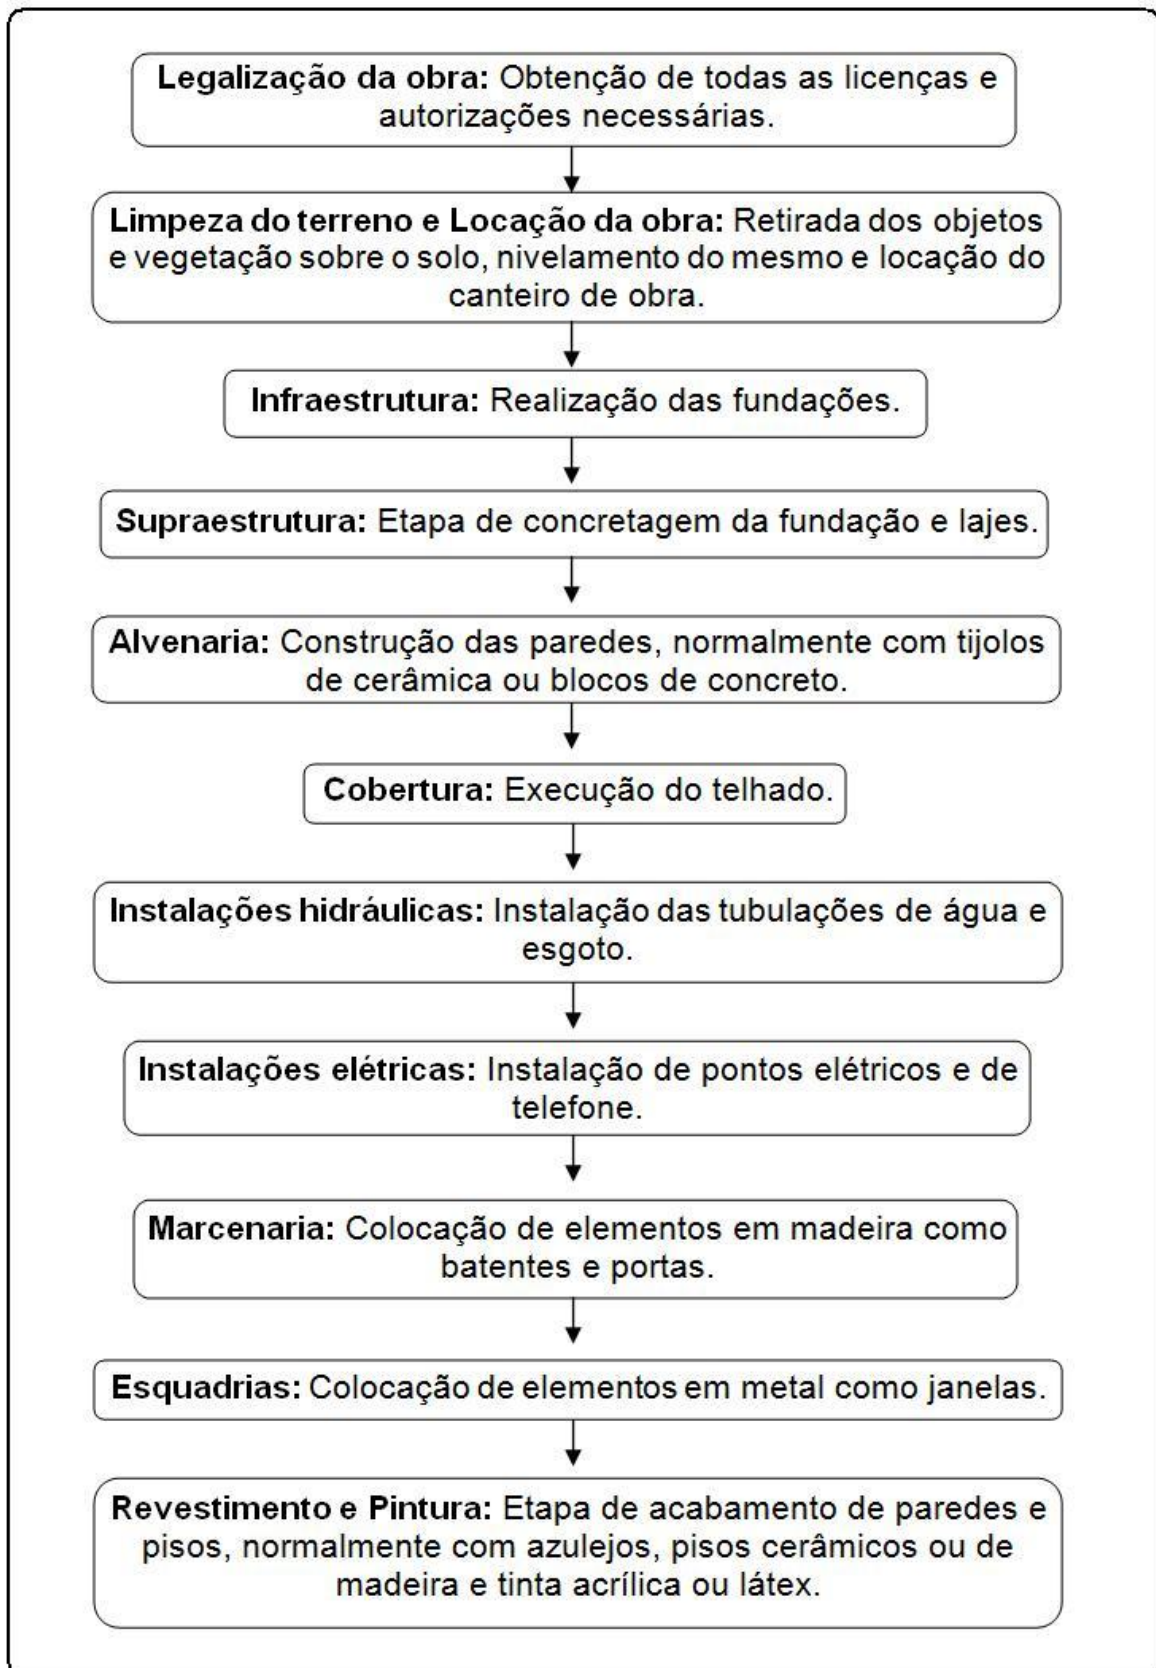 Legalização da obra: Obtenção de todas as licenças e
autorizações necessárias.
Limpeza do terreno e Locação da obra: Retirada dos objetos
e vegetação sobre o solo, nivelamento do mesmo e locação do
canteiro de obra.
Infraestrutura: Realização das fundações.
Supraestrutura: Etapa de concretagem da fundação e lajes.
Alvenaria: Construção das paredes, normalmente com tijolos
de cerâmica ou blocos de concreto.
Cobertura: Execução do telhado.
Instalações hidráulicas: Instalação das tubulações de água e
esgoto.
Instalações elétricas: Instalação de pontos elétricos e de
telefone.
Marcenaria: Colocação de elementos em madeira como
batentes e portas.
Esquadrias: Colocação de elementos em metal como janelas.
Revestimento e Pintura: Etapa de acabamento de paredes e
pisos, normalmente com azulejos, pisos cerâmicos ou de
madeira e tinta acrílica ou látex.